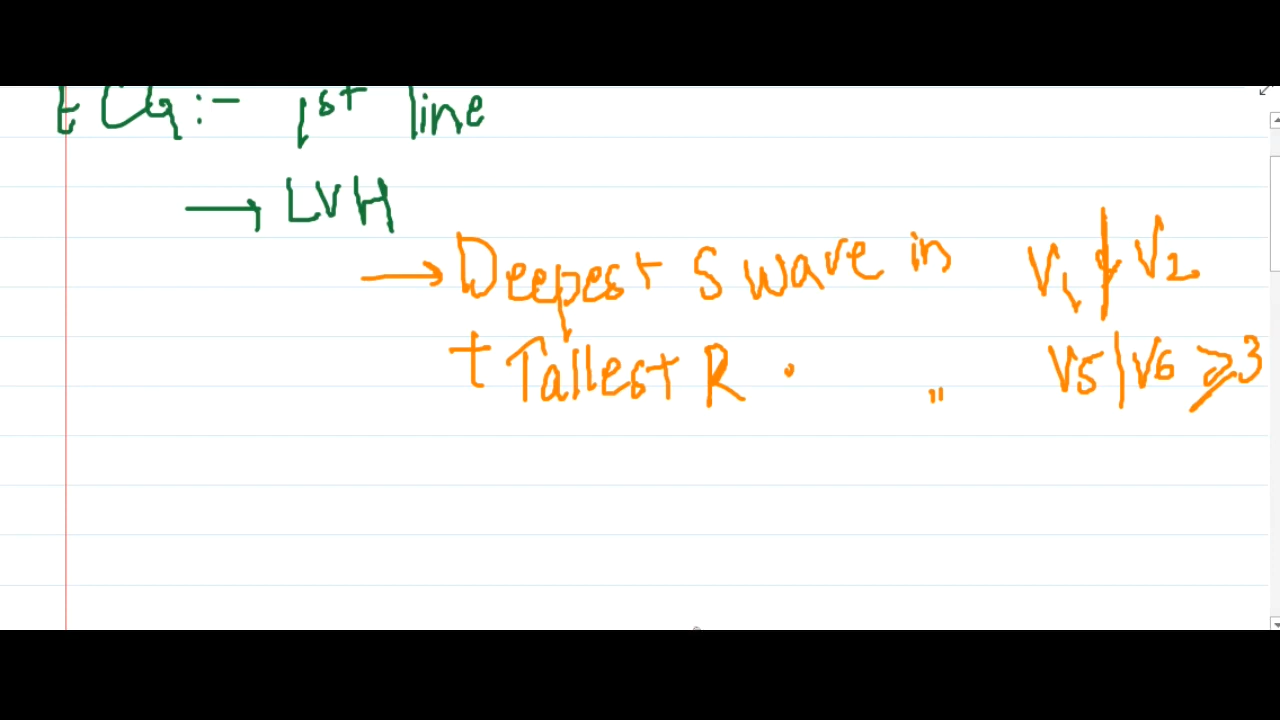 ECG:- 1st line
→ LVH
→ Deepest S wave in V1 / V2
+ Tallest R " V5 | V6 ⩾ 3